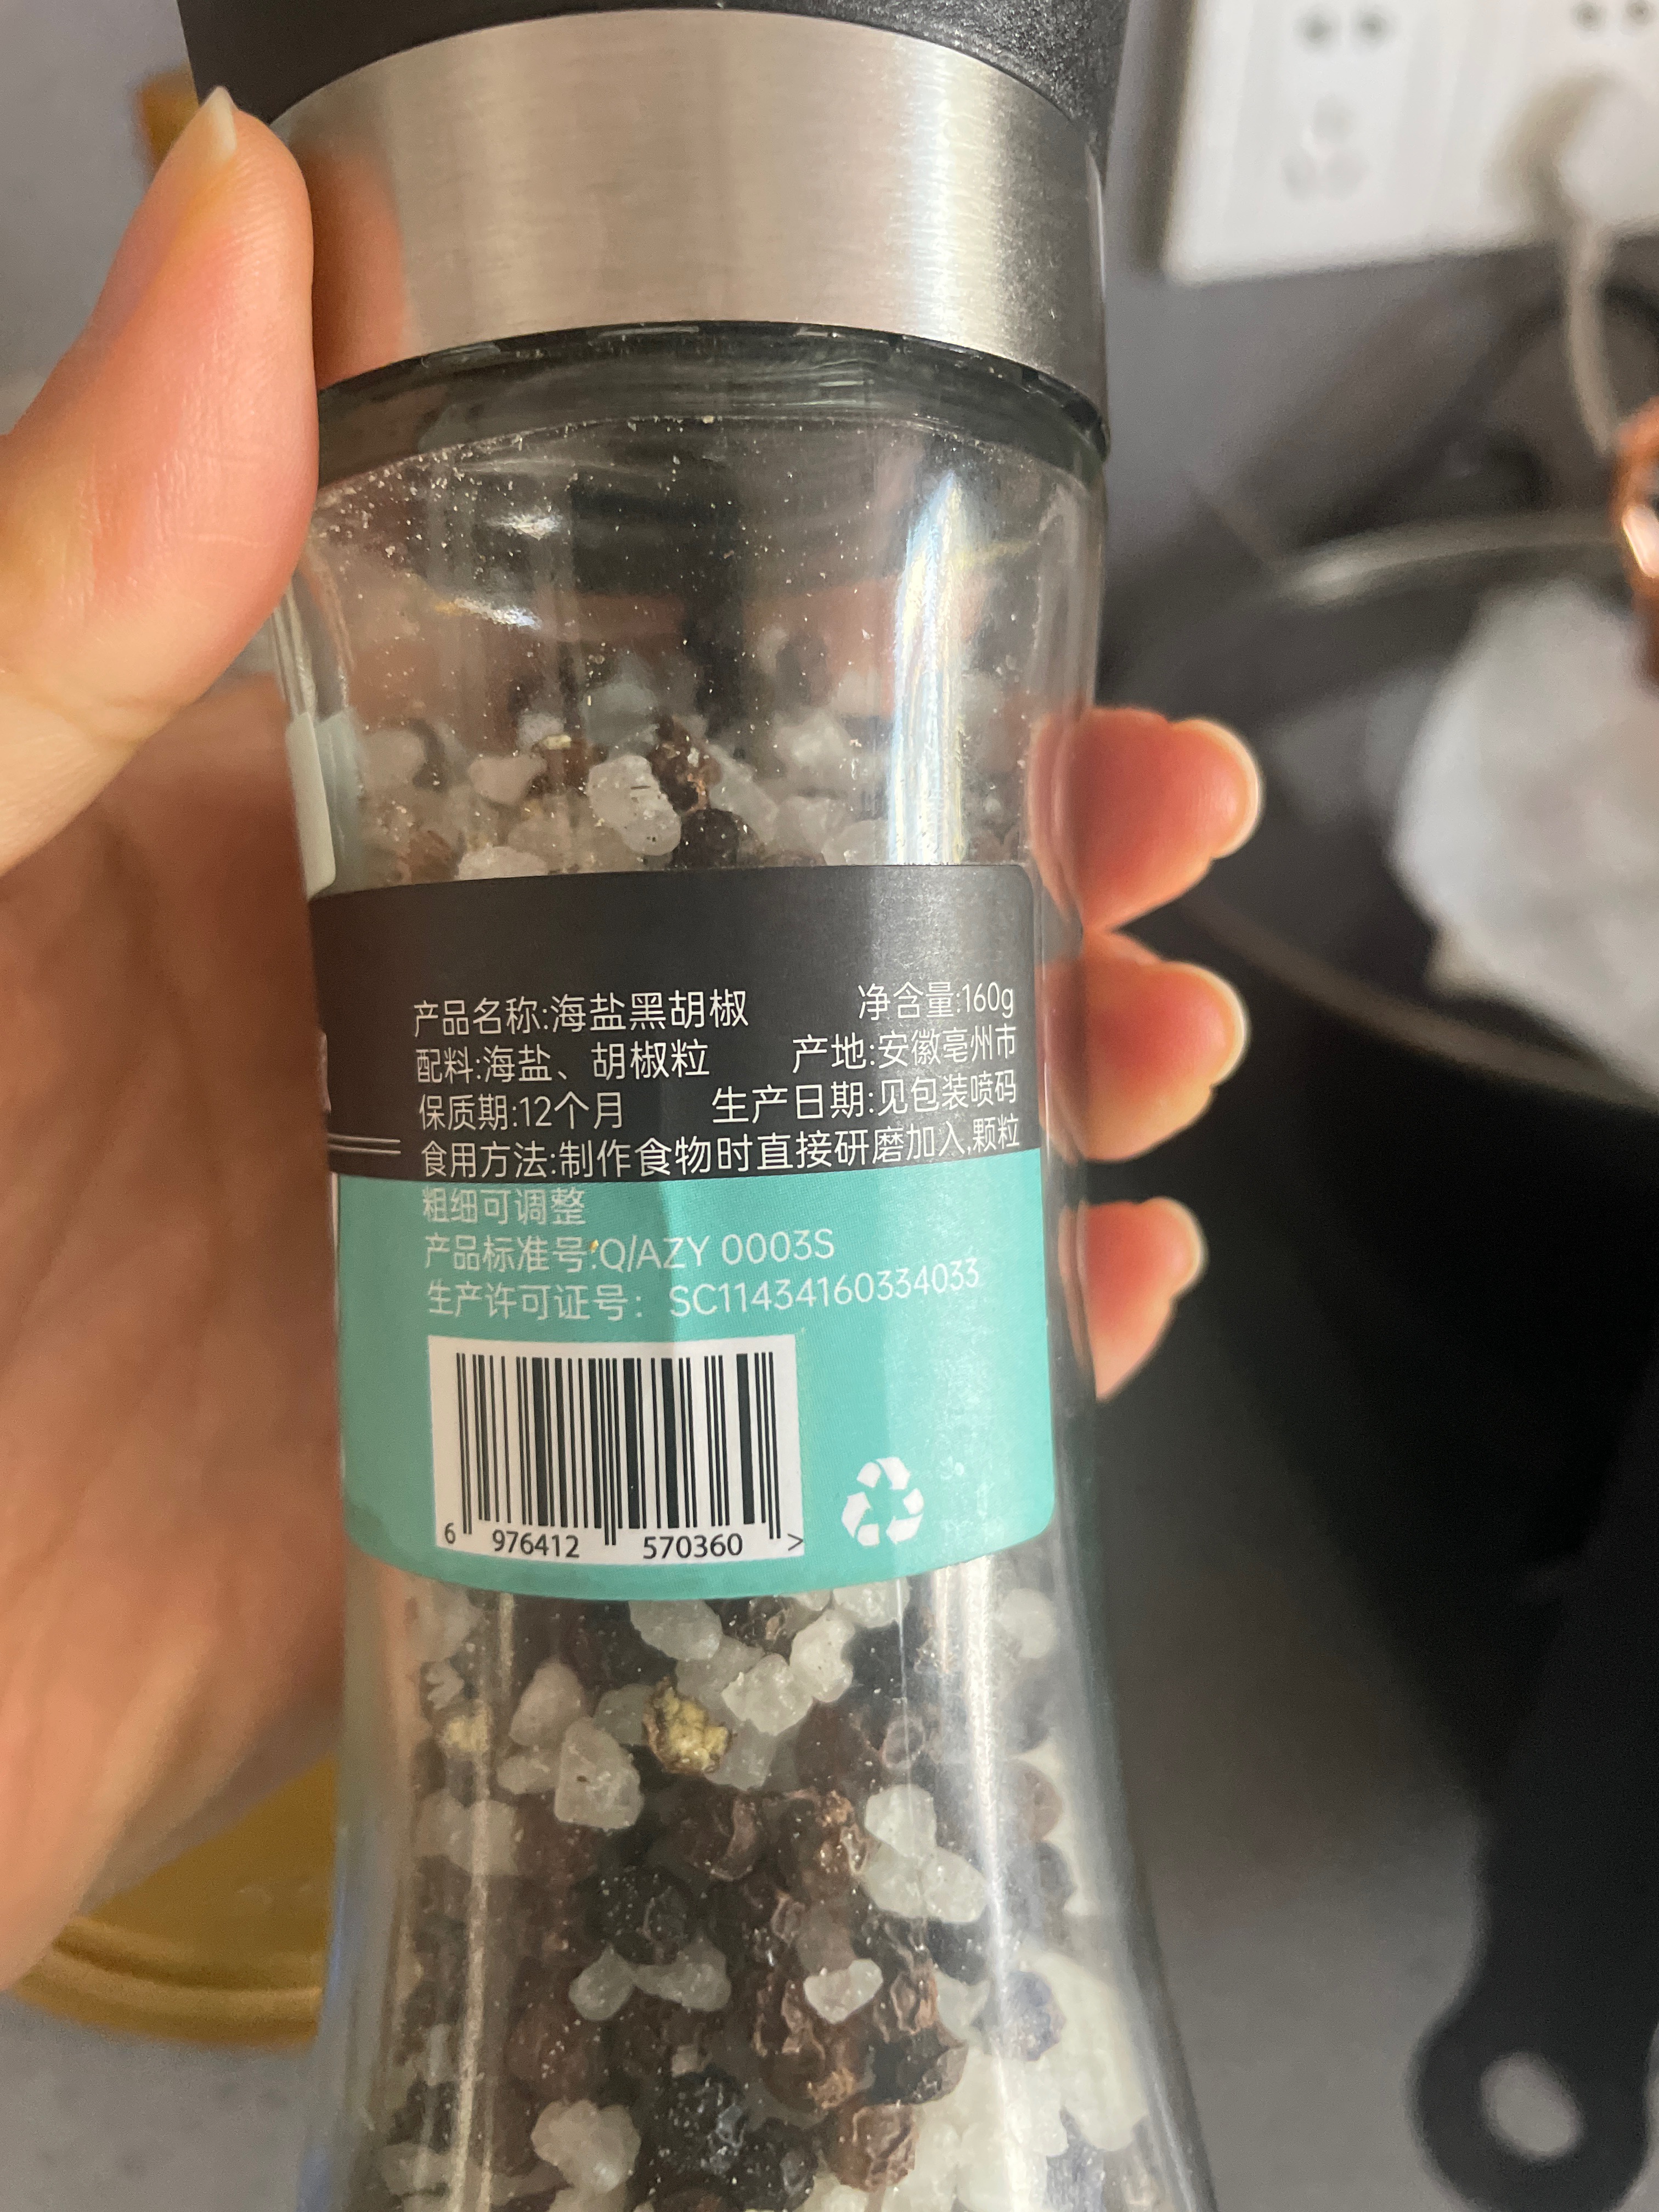 产品名称:海盐黑胡椒 净含量:160g
配料:海盐、胡椒粒 产地:安徽亳州市
保质期:12个月 生产日期:见包装喷码
食用方法:制作食物时直接研磨加入,颗粒
粗细可调整
产品标准号:Q/AZY 0003S
生产许可证号: SC11434160334033
6 976412 570360 >